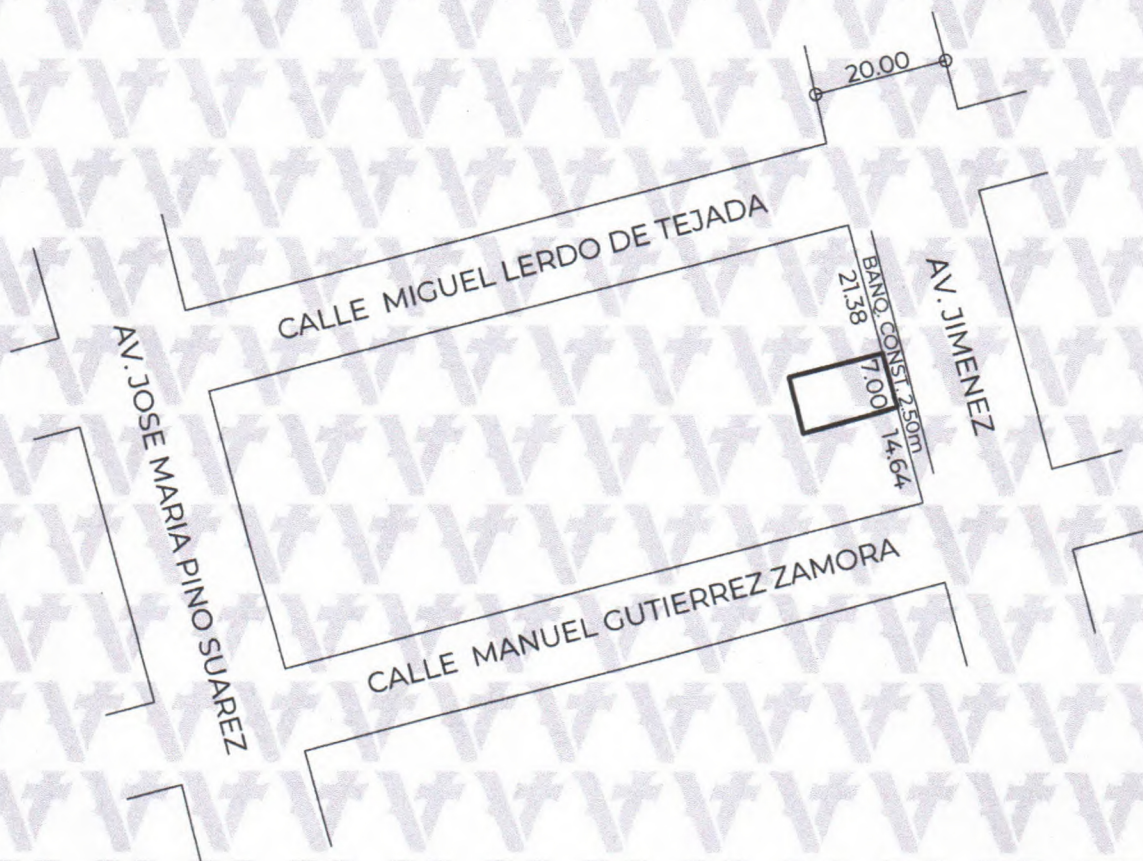 20.00
CALLE MIGUEL LERDO DE TEJADA
BANQ. CONST. 2.50m
21.38
AV. JIMENEZ
7.00
14.64
AV. JOSE MARIA PINO SUAREZ
CALLE MANUEL GUTIERREZ ZAMORA